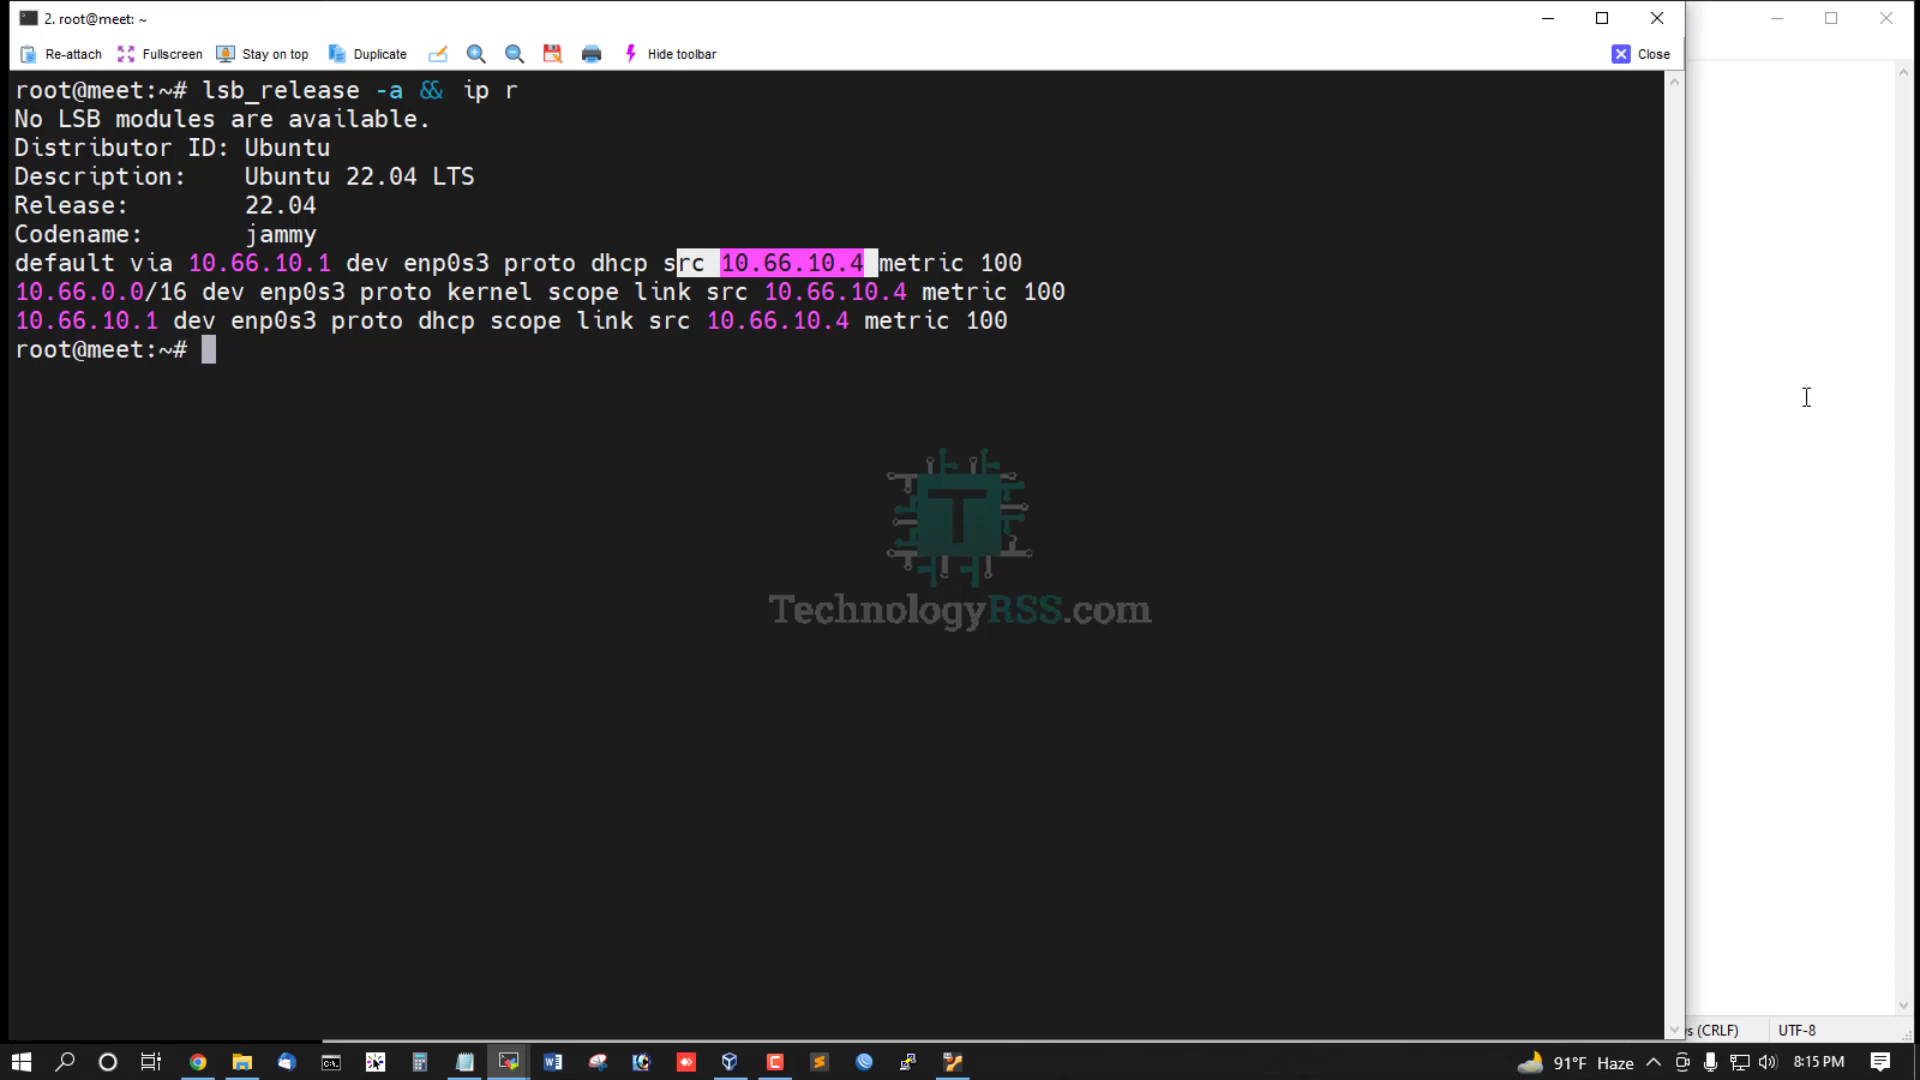 2. root@meet: ~
Re-attach Fullscreen Stay on top Duplicate Hide toolbar Close
root@meet:~# lsb_release -a && ip r
No LSB modules are available.
Distributor ID: Ubuntu
Description: Ubuntu 22.04 LTS
Release: 22.04
Codename: jammy
default via 10.66.10.1 dev enp0s3 proto dhcp src 10.66.10.4 metric 100
10.66.0.0/16 dev enp0s3 proto kernel scope link src 10.66.10.4 metric 100
10.66.10.1 dev enp0s3 proto dhcp scope link src 10.66.10.4 metric 100
root@meet:~#
T
TechnologyRSS.com
s (CRLF) UTF-8
91°F Haze 8:15 PM